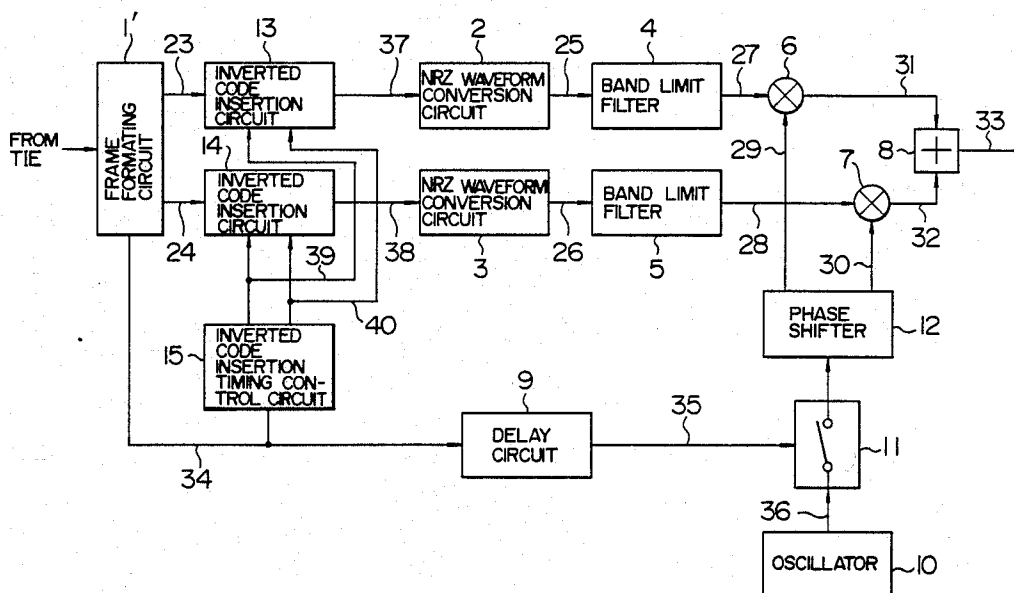 1'
23
13
37
2
25
4
27
6
31
INVERTED
CODE
INSERTION
CIRCUIT
NRZ WAVEFORM
CONVERSION
CIRCUIT
BAND LIMIT
FILTER
FROM
TIE
FRAME
FORMATING
CIRCUIT
29
8
33
14
7
INVERTED
CODE
INSERTION
CIRCUIT
NRZ WAVEFORM
CONVERSION
CIRCUIT
BAND LIMIT
FILTER
24
39
38
3
26
5
28
32
30
40
PHASE
SHIFTER
12
15
INVERTED
CODE
INSERTION
TIMING CON-
TROL CIRCUIT
9
35
DELAY
CIRCUIT
11
34
36
OSCILLATOR
10